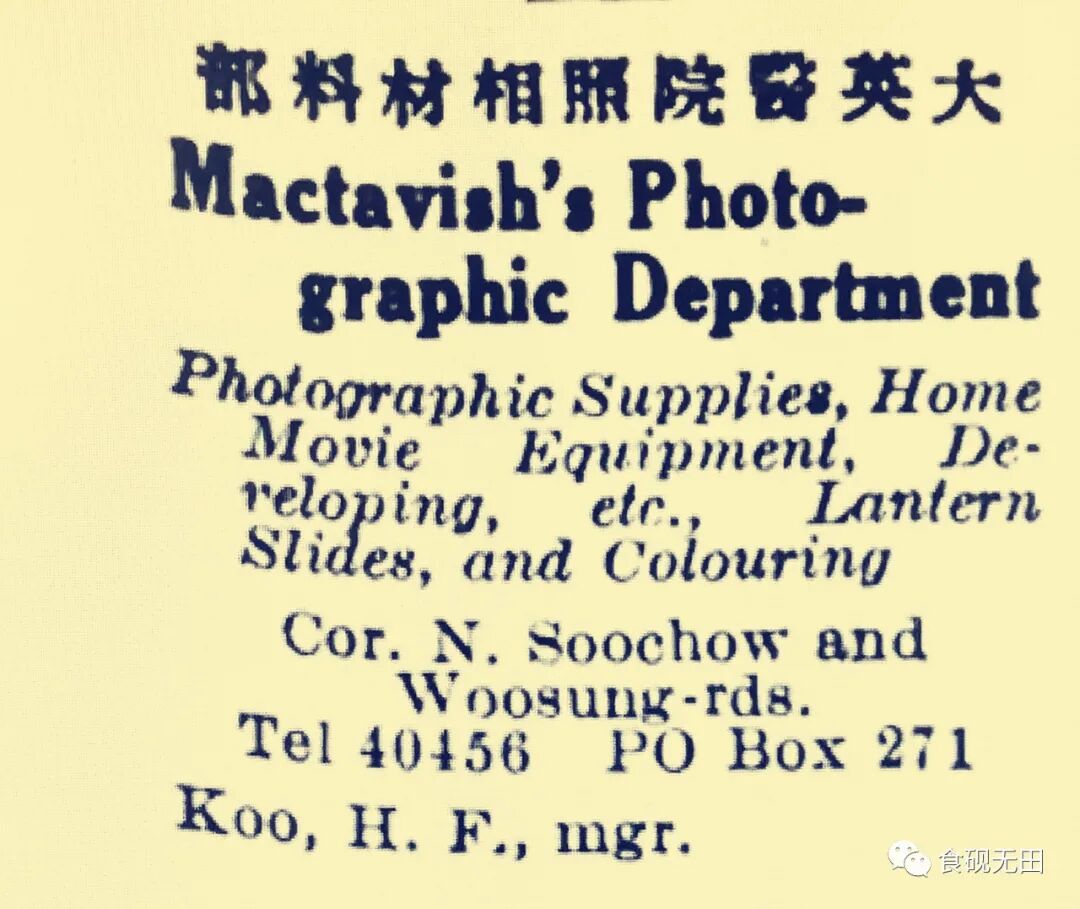 大英醫院照相材料部
Mactavish's Photo-
graphic Department
Photographic Supplies, Home
Movie Equipment, De-
veloping, etc., Lantern
Slides, and Colouring
Cor. N. Soochow and
Woosung-rds.
Tel 40456 PO Box 271
Koo, H. F., mgr.
食砚无田